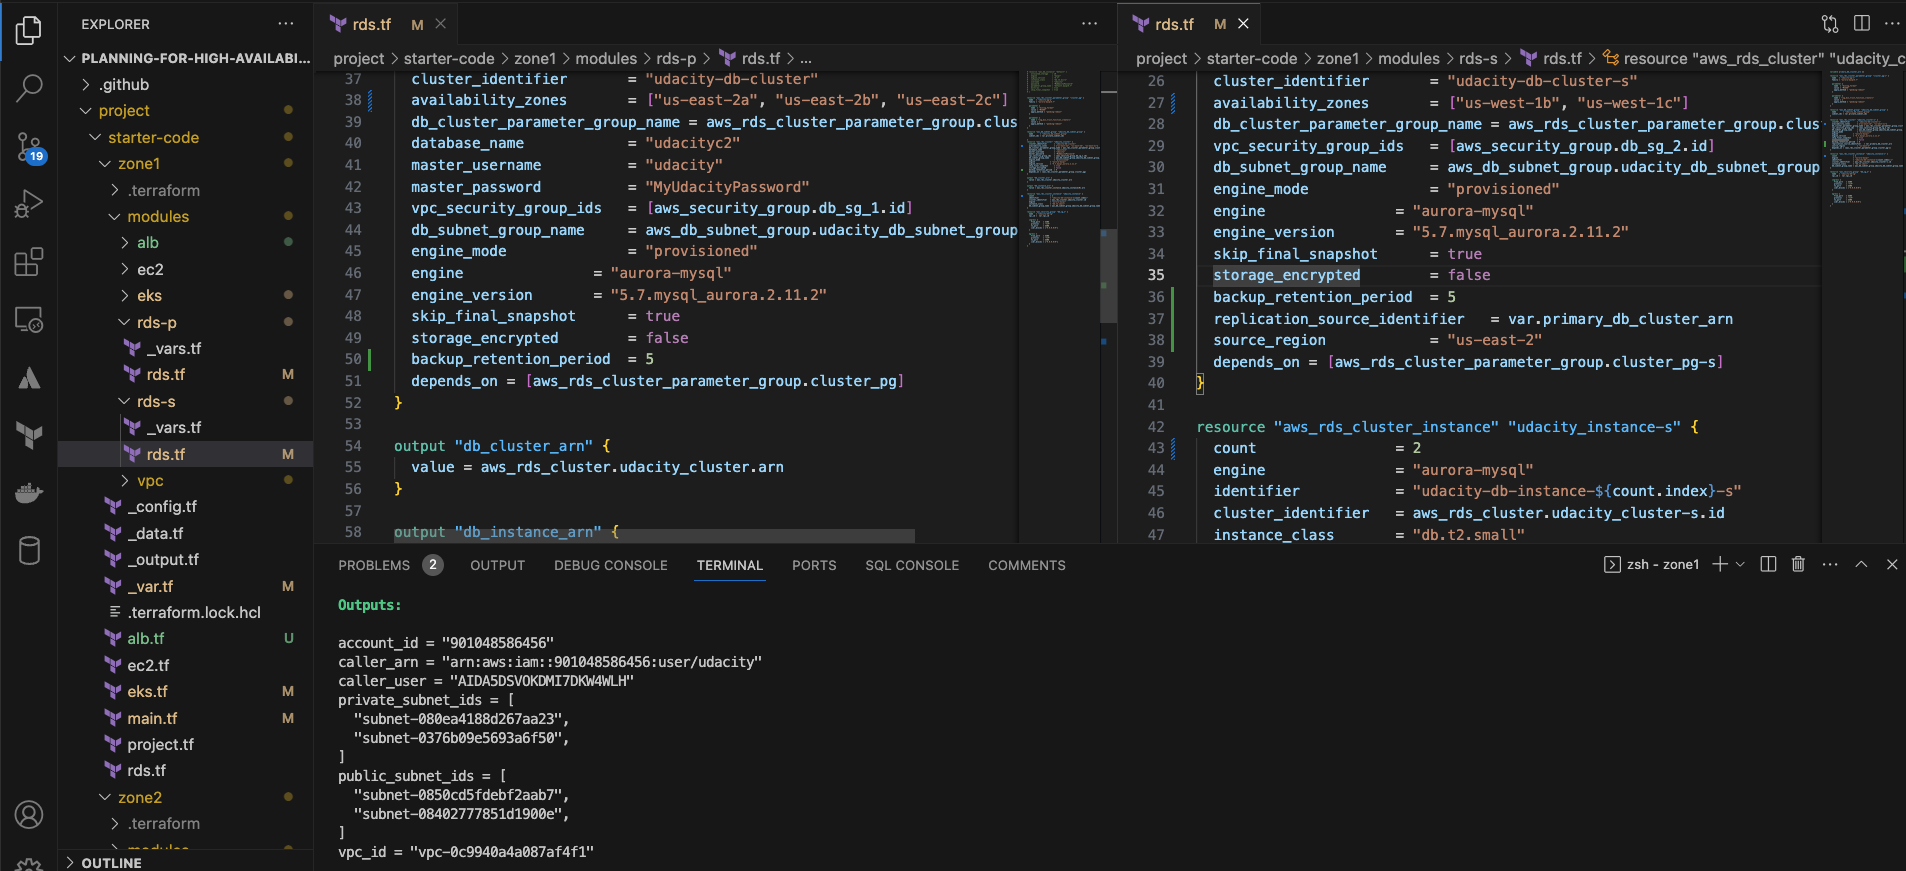 EXPLORER
PLANNING-FOR-HIGH-AVAILABI...
.github
project
starter-code
zone1
.terraform
modules
alb
ec2
eks
rds-p
_vars.tf
rds.tf M
rds-s
_vars.tf
rds.tf M
vpc
_config.tf
_data.tf
_output.tf
_var.tf M
.terraform.lock.hcl
alb.tf U
ec2.tf
eks.tf M
main.tf M
project.tf
rds.tf
zone2
.terraform
modules
OUTLINE
19
rds.tf M
project > starter-code > zone1 > modules > rds-p > rds.tf > ...
37 cluster_identifier = "udacity-db-cluster"
38 availability_zones = ["us-east-2a", "us-east-2b", "us-east-2c"]
39 db_cluster_parameter_group_name = aws_rds_cluster_parameter_group.clus
40 database_name = "udacityc2"
41 master_username = "udacity"
42 master_password = "MyUdacityPassword"
43 vpc_security_group_ids = [aws_security_group.db_sg_1.id]
44 db_subnet_group_name = aws_db_subnet_group.udacity_db_subnet_group
45 engine_mode = "provisioned"
46 engine = "aurora-mysql"
47 engine_version = "5.7.mysql_aurora.2.11.2"
48 skip_final_snapshot = true
49 storage_encrypted = false
50 backup_retention_period = 5
51 depends_on = [aws_rds_cluster_parameter_group.cluster_pg]
52 }
53
54 output "db_cluster_arn" {
55 value = aws_rds_cluster.udacity_cluster.arn
56 }
57
58 output "db_instance_arn" {
rds.tf M
project > starter-code > zone1 > modules > rds-s > rds.tf > resource "aws_rds_cluster" "udacity_c
26 cluster_identifier = "udacity-db-cluster-s"
27 availability_zones = ["us-west-1b", "us-west-1c"]
28 db_cluster_parameter_group_name = aws_rds_cluster_parameter_group.clus
29 vpc_security_group_ids = [aws_security_group.db_sg_2.id]
30 db_subnet_group_name = aws_db_subnet_group.udacity_db_subnet_group
31 engine_mode = "provisioned"
32 engine = "aurora-mysql"
33 engine_version = "5.7.mysql_aurora.2.11.2"
34 skip_final_snapshot = true
35 storage_encrypted = false
36 backup_retention_period = 5
37 replication_source_identifier = var.primary_db_cluster_arn
38 source_region = "us-east-2"
39 depends_on = [aws_rds_cluster_parameter_group.cluster_pg-s]
40 }
41
42 resource "aws_rds_cluster_instance" "udacity_instance-s" {
43 count = 2
44 engine = "aurora-mysql"
45 identifier = "udacity-db-instance-${count.index}-s"
46 cluster_identifier = aws_rds_cluster.udacity_cluster-s.id
47 instance_class = "db.t2.small"
PROBLEMS 2 OUTPUT DEBUG CONSOLE TERMINAL PORTS SQL CONSOLE COMMENTS
zsh - zone1
Outputs:
account_id = "901048586456"
caller_arn = "arn:aws:iam::901048586456:user/udacity"
caller_user = "AIDA5DSVOKDMI7DKW4WLH"
private_subnet_ids = [
"subnet-080ea4188d267aa23",
"subnet-0376b09e5693a6f50",
]
public_subnet_ids = [
"subnet-0850cd5fdebf2aab7",
"subnet-08402777851d1900e",
]
vpc_id = "vpc-0c9940a4a087af4f1"